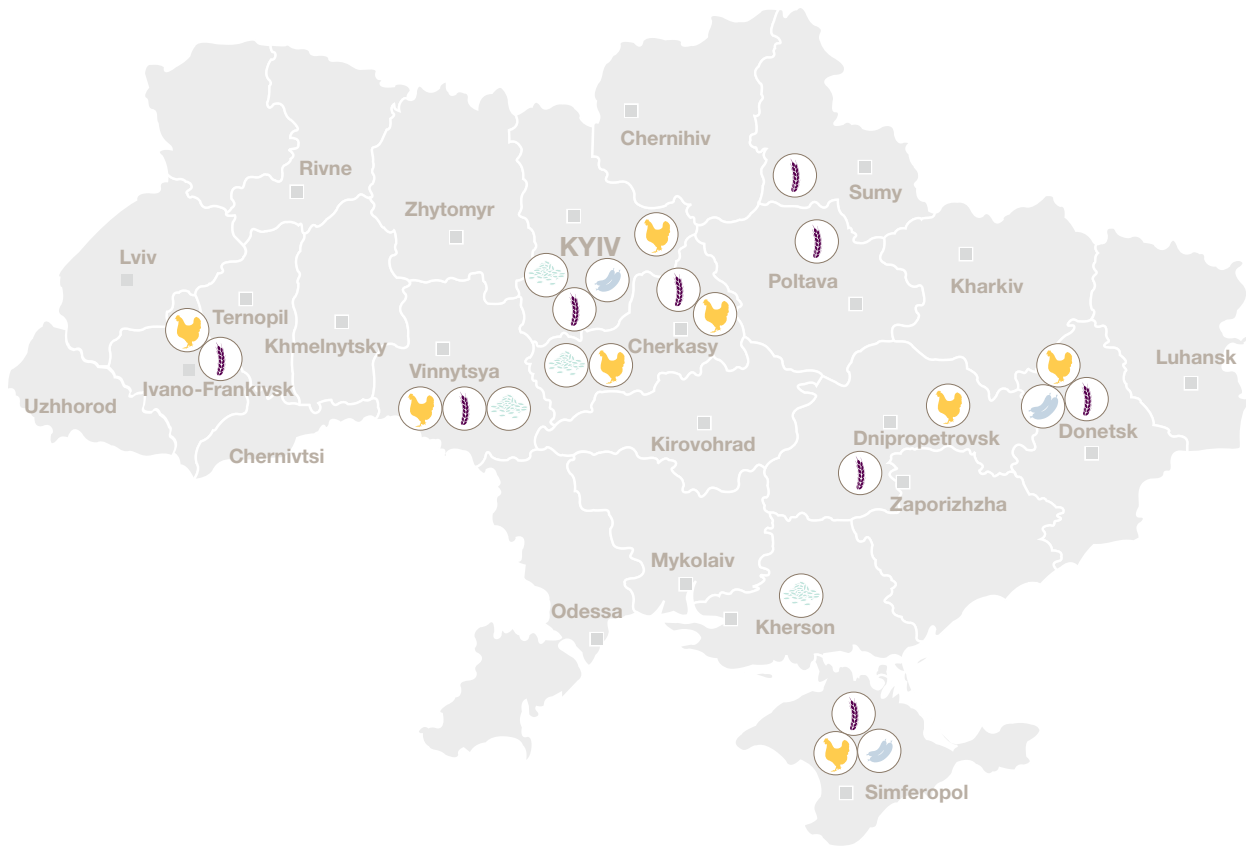 Chernihiv
Rivne
Sumy
Zhytomyr
KYIV
Lviv
Poltava
Kharkiv
Ternopil
Khmelnytsky
Cherkasy
Luhansk
Vinnytsya
Ivano-Frankivsk
Uzhhorod
Donetsk
Dnipropetrovsk
Kirovohrad
Chernivtsi
Zaporizhzha
Mykolaiv
Odessa
Kherson
Simferopol